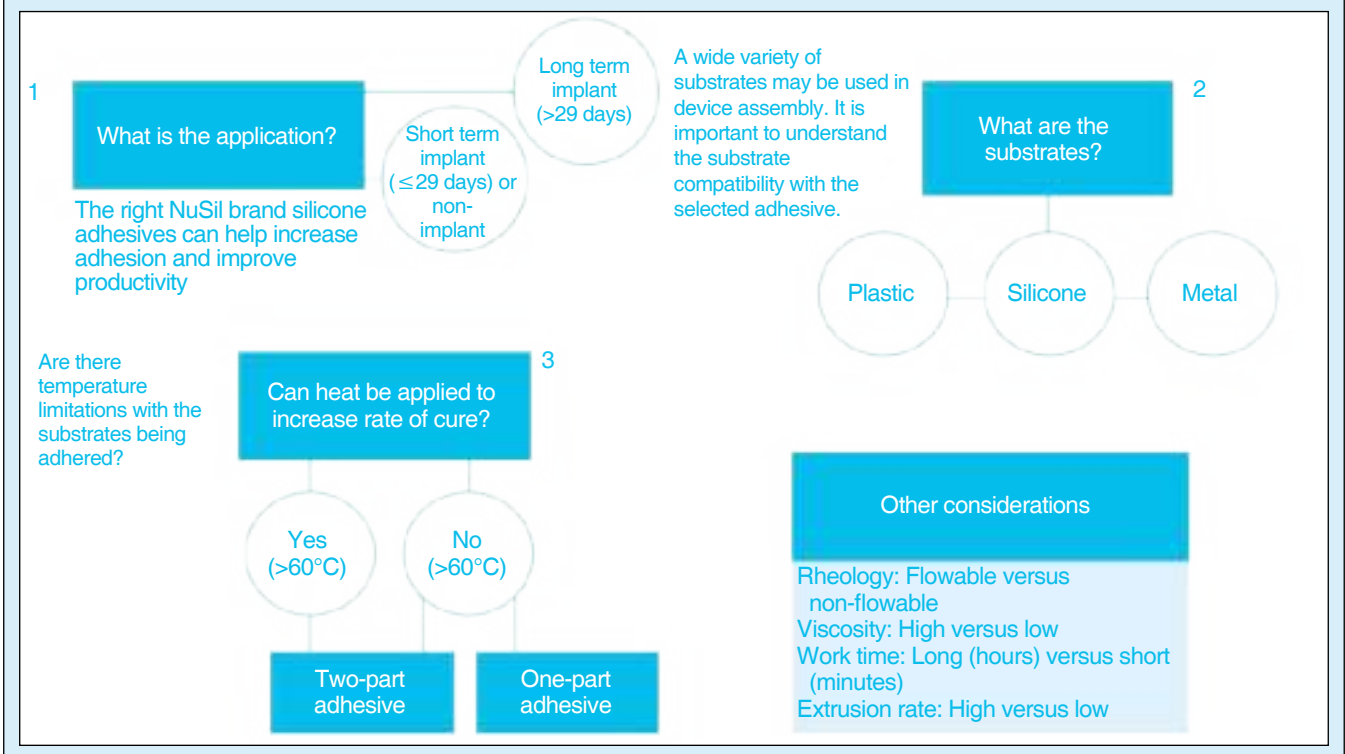 1
What is the application?
Long term
implant
(>29 days)
Short term
implant
(≤29 days) or
non-
implant
The right NuSil brand silicone
adhesives can help increase
adhesion and improve
productivity
A wide variety of
substrates may be used in
device assembly. It is
important to understand
the substrate
compatibility with the
selected adhesive.
2
What are the
substrates?
Plastic
Silicone
Metal
Are there
temperature
limitations with the
substrates being
adhered?
3
Can heat be applied to
increase rate of cure?
Yes
(>60°C)
No
(>60°C)
Two-part
adhesive
One-part
adhesive
Other considerations
Rheology: Flowable versus
non-flowable
Viscosity: High versus low
Work time: Long (hours) versus short
(minutes)
Extrusion rate: High versus low